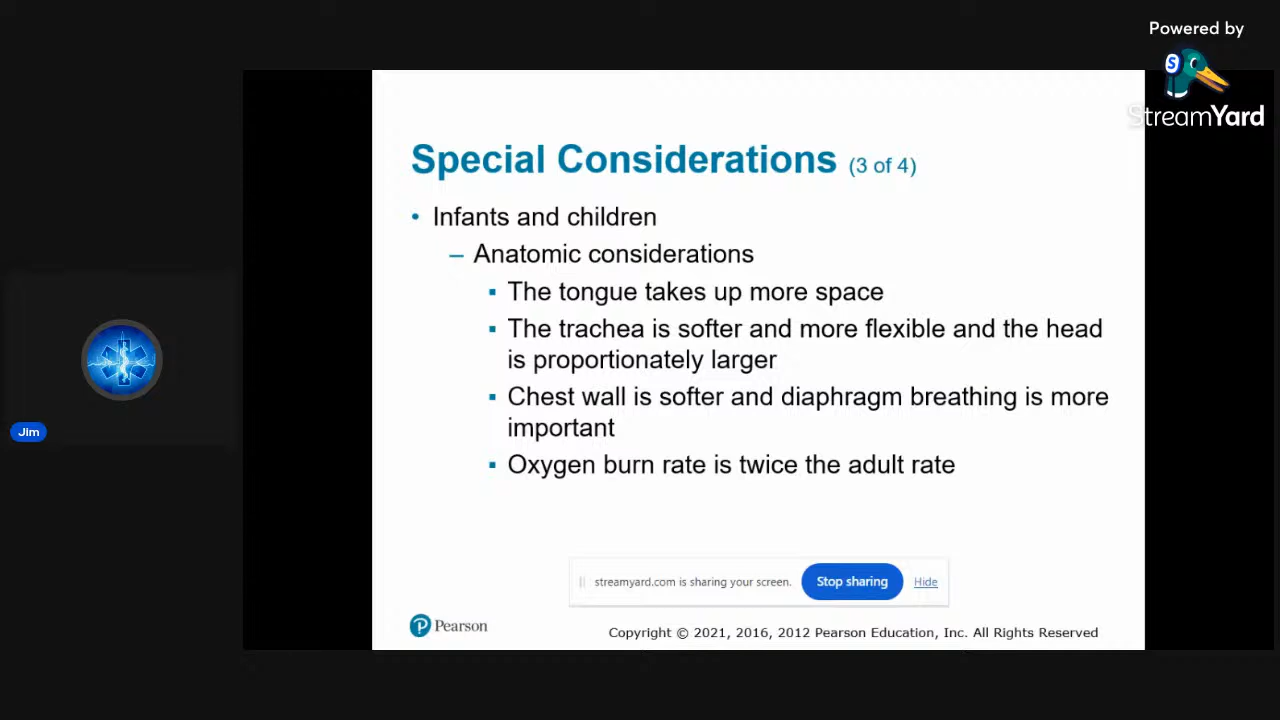 Powered by
StreamYard
Special Considerations (3 of 4)
• Infants and children
– Anatomic considerations
▪ The tongue takes up more space
▪ The trachea is softer and more flexible and the head
is proportionately larger
▪ Chest wall is softer and diaphragm breathing is more
important
▪ Oxygen burn rate is twice the adult rate
Jim
streamyard.com is sharing your screen. Stop sharing Hide
P Pearson
Copyright © 2021, 2016, 2012 Pearson Education, Inc. All Rights Reserved